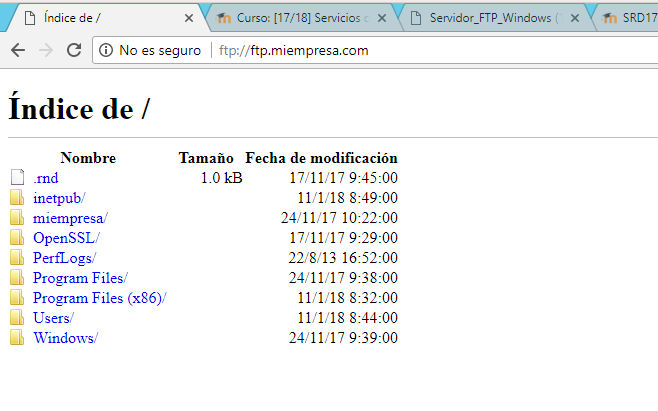 Índice de /
Curso: [17/18] Servicios
Servidor_FTP_Windows
SRD17
No es seguro
ftp://ftp.miempresa.com
Índice de /
Nombre Tamaño Fecha de modificación
.rnd 1.0 kB 17/11/17 9:45:00
inetpub/ 11/1/18 8:49:00
miempresa/ 24/11/17 10:22:00
OpenSSL/ 17/11/17 9:29:00
PerfLogs/ 22/8/13 16:52:00
Program Files/ 24/11/17 9:38:00
Program Files (x86)/ 11/1/18 8:32:00
Users/ 11/1/18 8:44:00
Windows/ 24/11/17 9:39:00